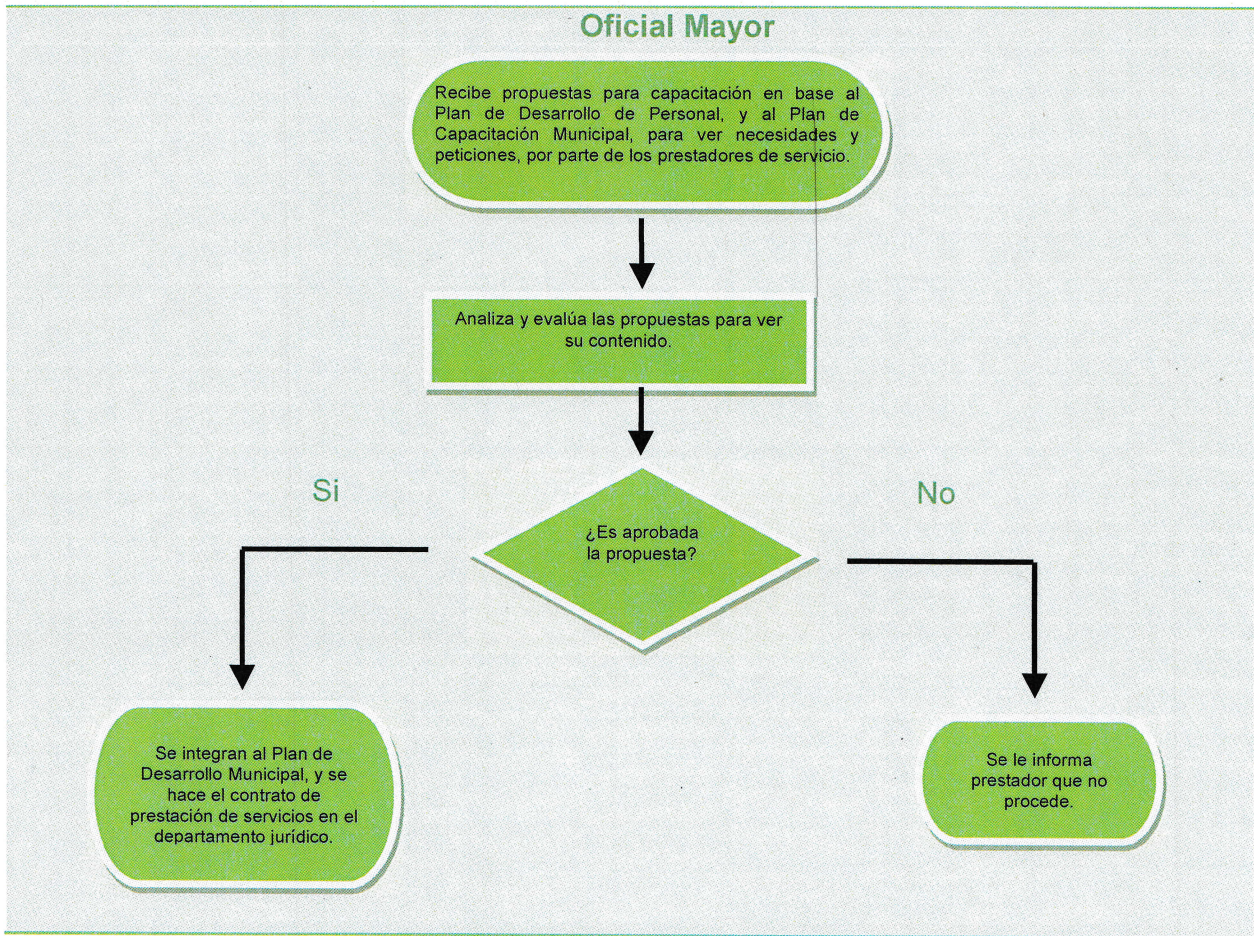 Oficial Mayor
Recibe propuestas para capacitación en base al
Plan de Desarrollo de Personal, y al Plan de
Capacitación Municipal, para ver necesidades y
peticiones, por parte de los prestadores de servicio.
Analiza y evalúa las propuestas para ver
su contenido.
¿Es aprobada
la propuesta?
Si
No
Se integran al Plan de
Desarrollo Municipal, y se
hace el contrato de
prestación de servicios en el
departamento jurídico.
Se le informa
prestador que no
procede.